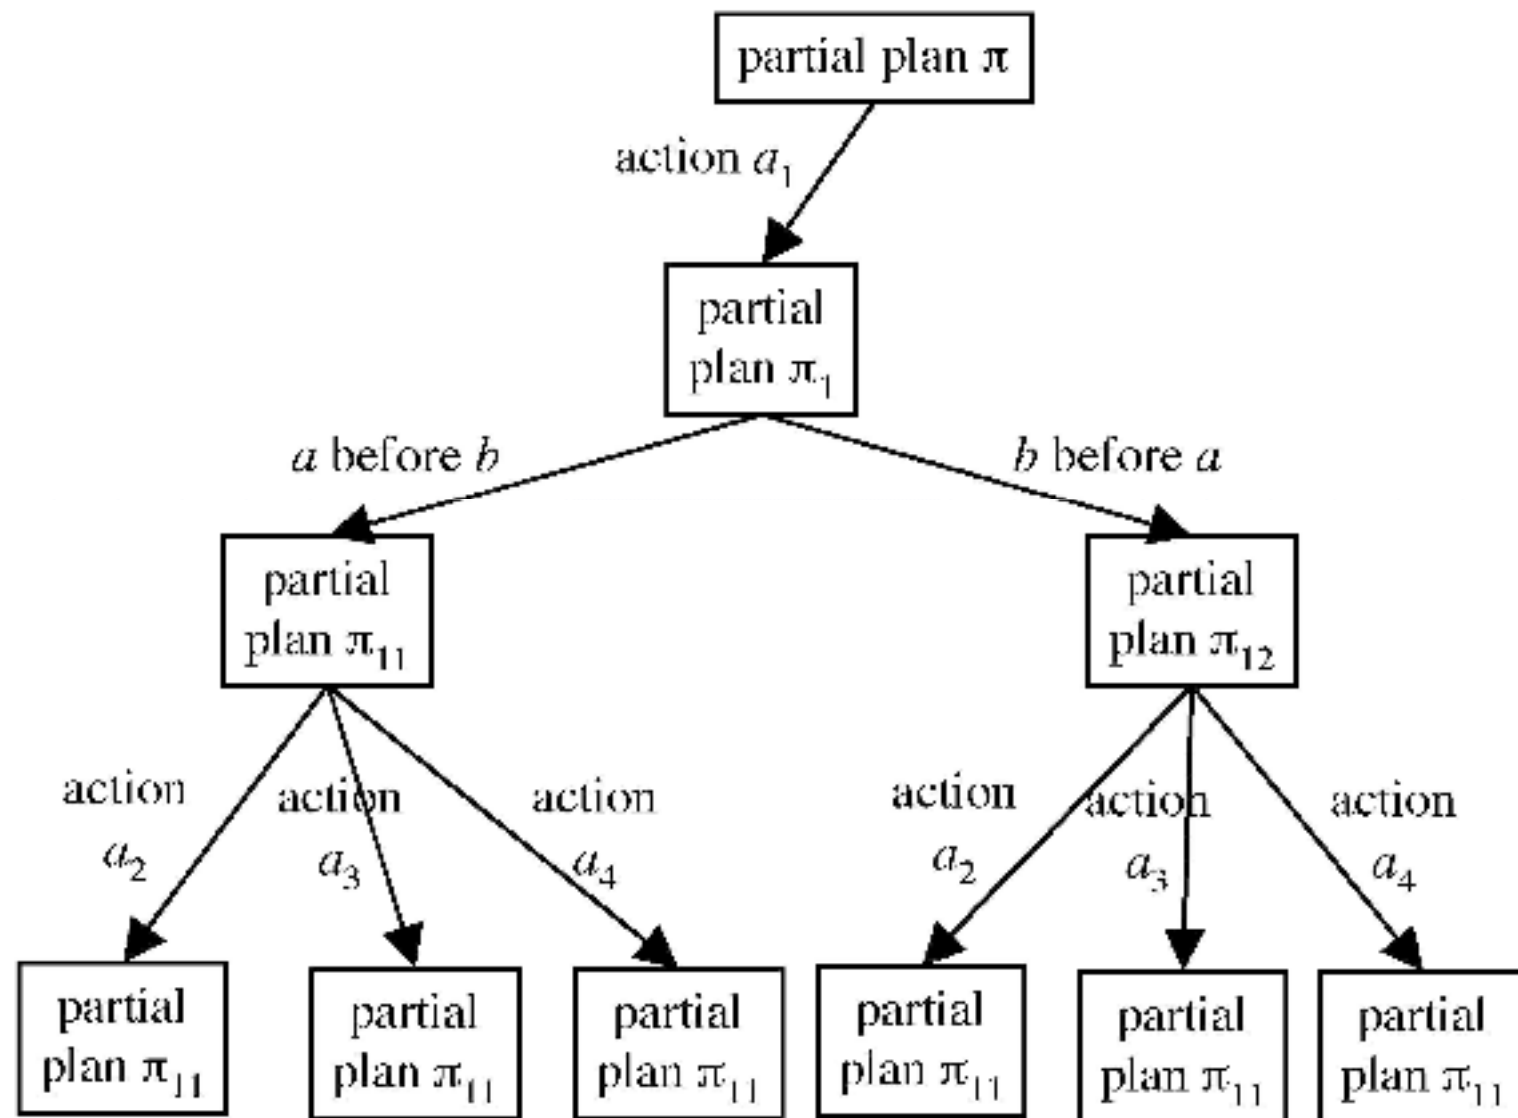 partial plan π
action a₁
partial
plan π₁
a before b
b before a
partial
plan π₁₁
partial
plan π₁₂
action
a₂
action
a₃
action
a₄
action
a₂
action
a₃
action
a₄
partial
plan π₁₁
partial
plan π₁₁
partial
plan π₁₁
partial
plan π₁₁
partial
plan π₁₁
partial
plan π₁₁